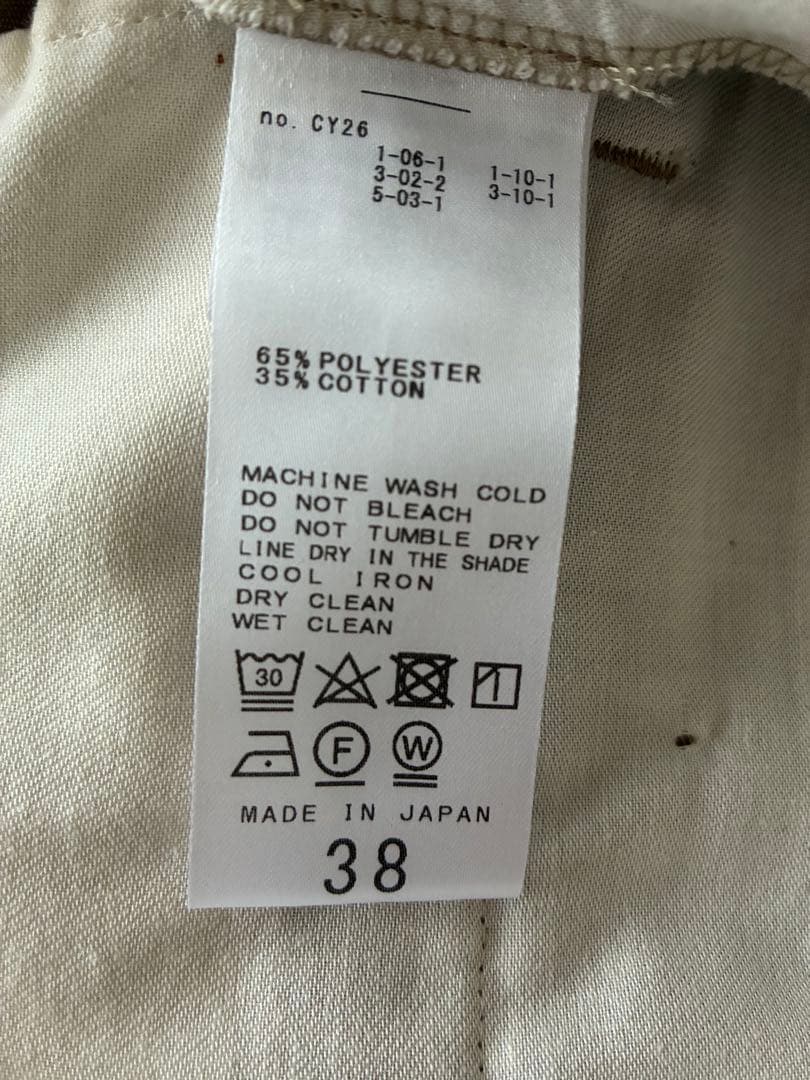 no. CY26
1-06-1 1-10-1
3-02-2 3-10-1
5-03-1
65% POLYESTER
35% COTTON
MACHINE WASH COLD
DO NOT BLEACH
DO NOT TUMBLE DRY
LINE DRY IN THE SHADE
COOL IRON
DRY CLEAN
WET CLEAN
30
F W
MADE IN JAPAN
38